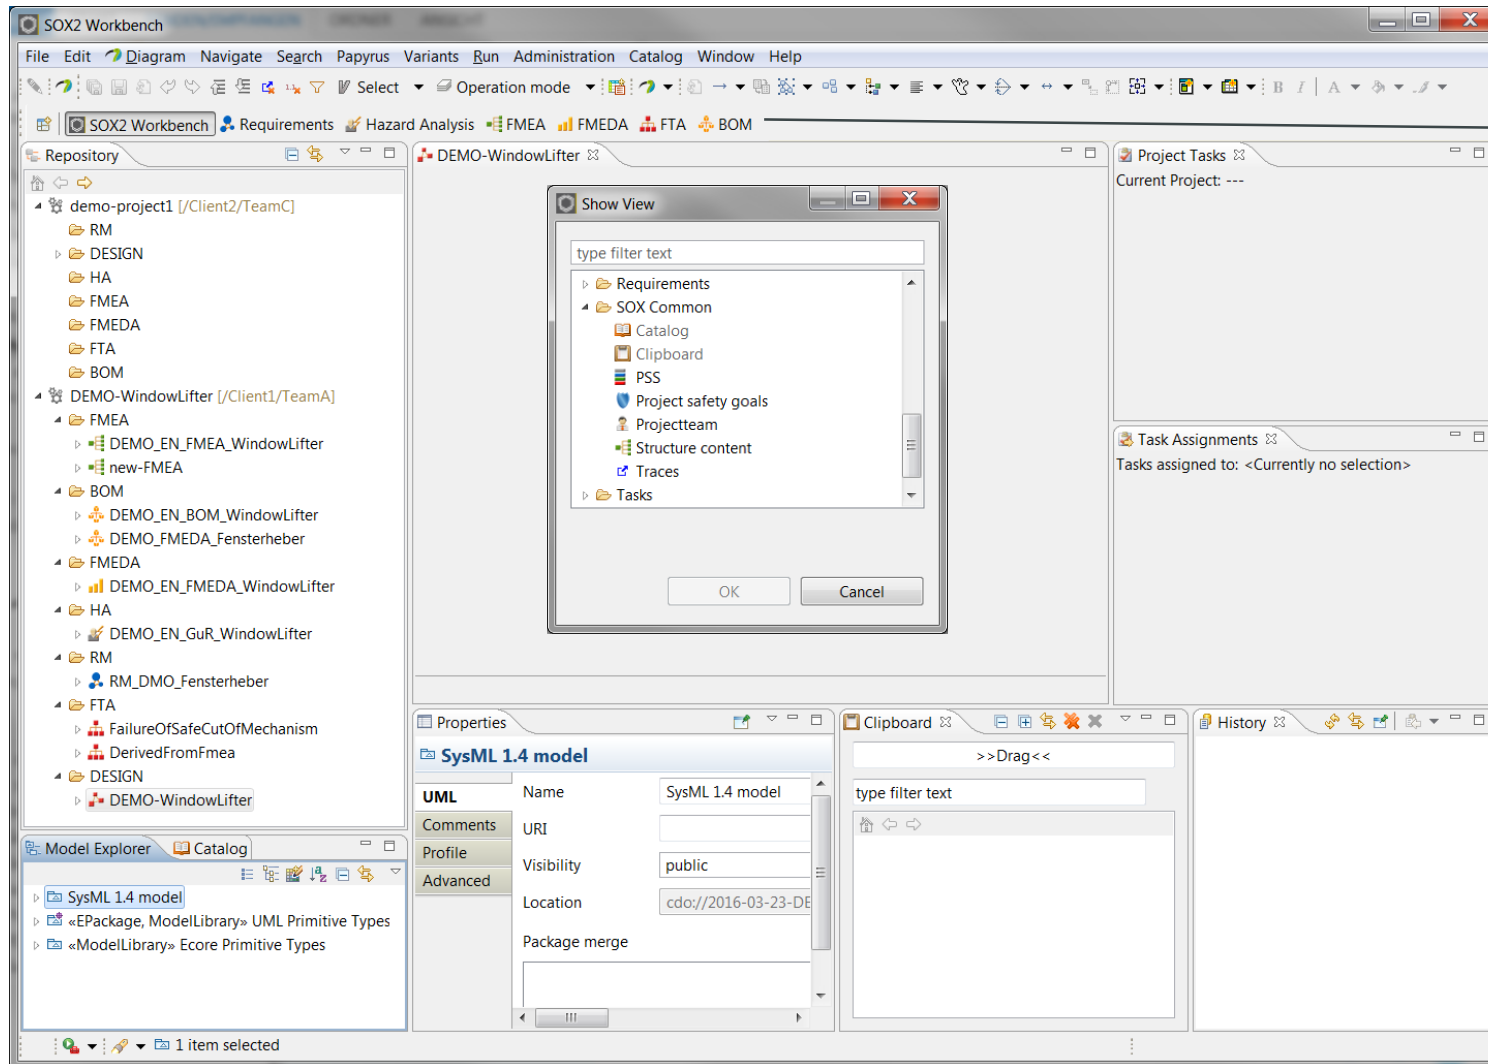 SOX2 Workbench
File Edit Diagram Navigate Search Papyrus Variants Run Administration Catalog Window Help
Select Operation mode B I A
SOX2 Workbench Requirements Hazard Analysis FMEA FMEDA FTA BOM
Repository
demo-project1 [/Client2/TeamC]
RM
DESIGN
HA
FMEA
FMEDA
FTA
BOM
DEMO-WindowLifter [/Client1/TeamA]
FMEA
DEMO_EN_FMEA_WindowLifter
new-FMEA
BOM
DEMO_EN_BOM_WindowLifter
DEMO_FMEDA_Fensterheber
FMEDA
DEMO_EN_FMEDA_WindowLifter
HA
DEMO_EN_GuR_WindowLifter
RM
RM_DMO_Fensterheber
FTA
FailureOfSafeCutOfMechanism
DerivedFromFmea
DESIGN
DEMO-WindowLifter
Model Explorer Catalog
SysML 1.4 model
«EPackage, ModelLibrary» UML Primitive Types
«ModelLibrary» Ecore Primitive Types
DEMO-WindowLifter
Show View
type filter text
Requirements
SOX Common
Catalog
Clipboard
PSS
Project safety goals
Projectteam
Structure content
Traces
Tasks
OK Cancel
Project Tasks
Current Project: ---
Task Assignments
Tasks assigned to: <Currently no selection>
Properties
SysML 1.4 model
UML
Comments
Profile
Advanced
Name SysML 1.4 model
URI
Visibility public
Location cdo://2016-03-23-DE
Package merge
Clipboard
>>Drag<<
type filter text
History
1 item selected